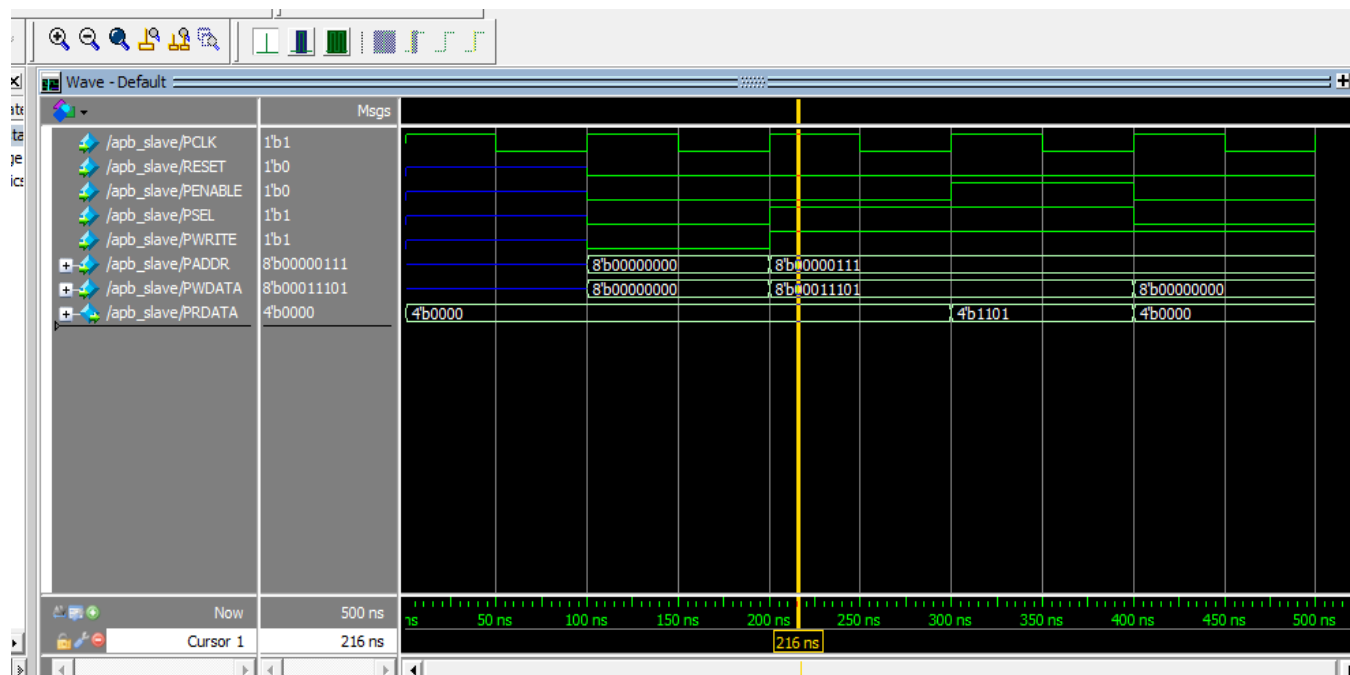 Wave - Default
Msgs
/apb_slave/PCLK 1'b1
/apb_slave/RESET 1'b0
/apb_slave/PENABLE 1'b0
/apb_slave/PSEL 1'b1
/apb_slave/PWRITE 1'b1
/apb_slave/PADDR 8'b00000111 8'b00000000 8'b00000111
/apb_slave/PWDATA 8'b00011101 8'b00000000 8'b00011101 8'b00000000
/apb_slave/PRDATA 4'b0000 4'b0000 4'b1101 4'b0000
Now 500 ns ns 50 ns 100 ns 150 ns 200 ns 250 ns 300 ns 350 ns 400 ns 450 ns 500 ns
Cursor 1 216 ns 216 ns